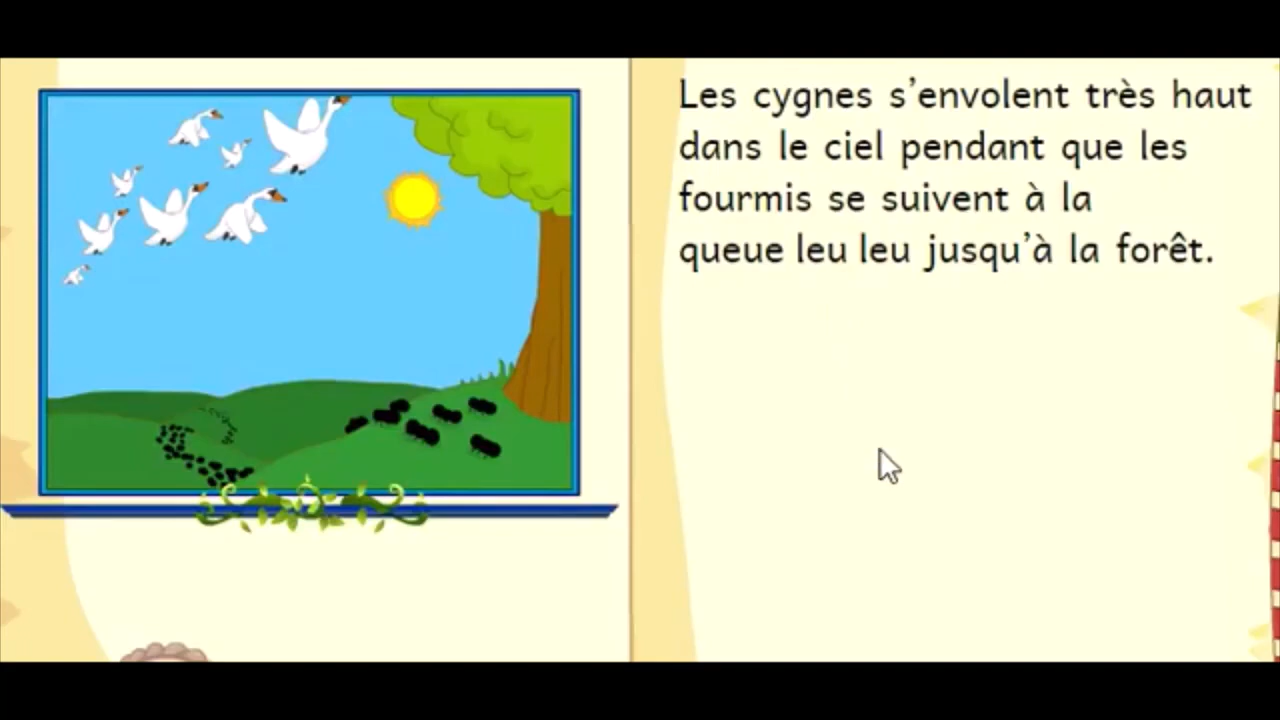 Les cygnes s’envolent très haut
dans le ciel pendant que les
fourmis se suivent à la
queue leu leu jusqu’à la forêt.